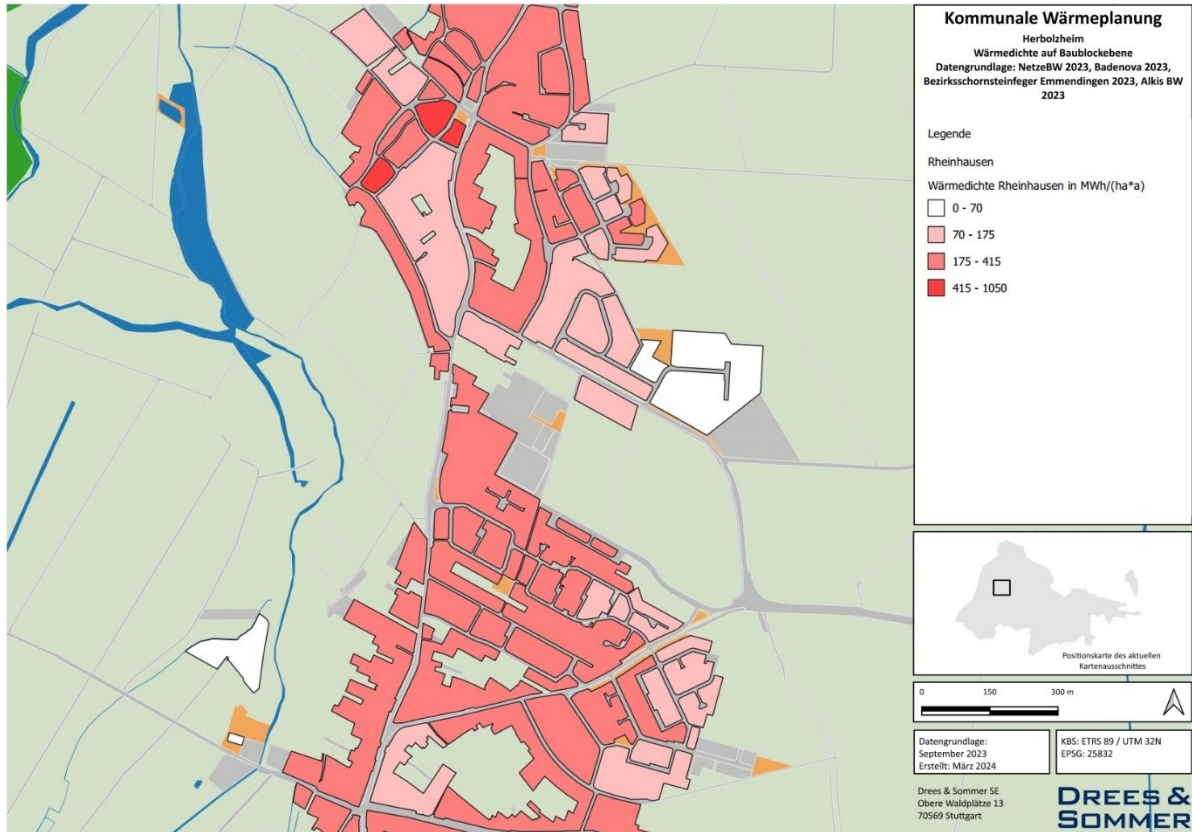 Kommunale Wärmeplanung
Herbolzheim
Wärmedichte auf Baublockebene
Datengrundlage: NetzeBW 2023, Badenova 2023,
Bezirksschornsteinfeger Emmendingen 2023, Alkis BW
2023
Legende
Rheinhausen
Wärmedichte Rheinhausen in MWh/(ha*a)
0 - 70
70 - 175
175 - 415
415 - 1050
Positionskarte des aktuellen
Kartenausschnittes
0 150 300 m
Datengrundlage:
September 2023
Erstellt: März 2024
KBS: ETRS 89 / UTM 32N
EPSG: 25832
Drees & Sommer SE
Obere Waldplätze 13
70569 Stuttgart
DREES &
SOMMER